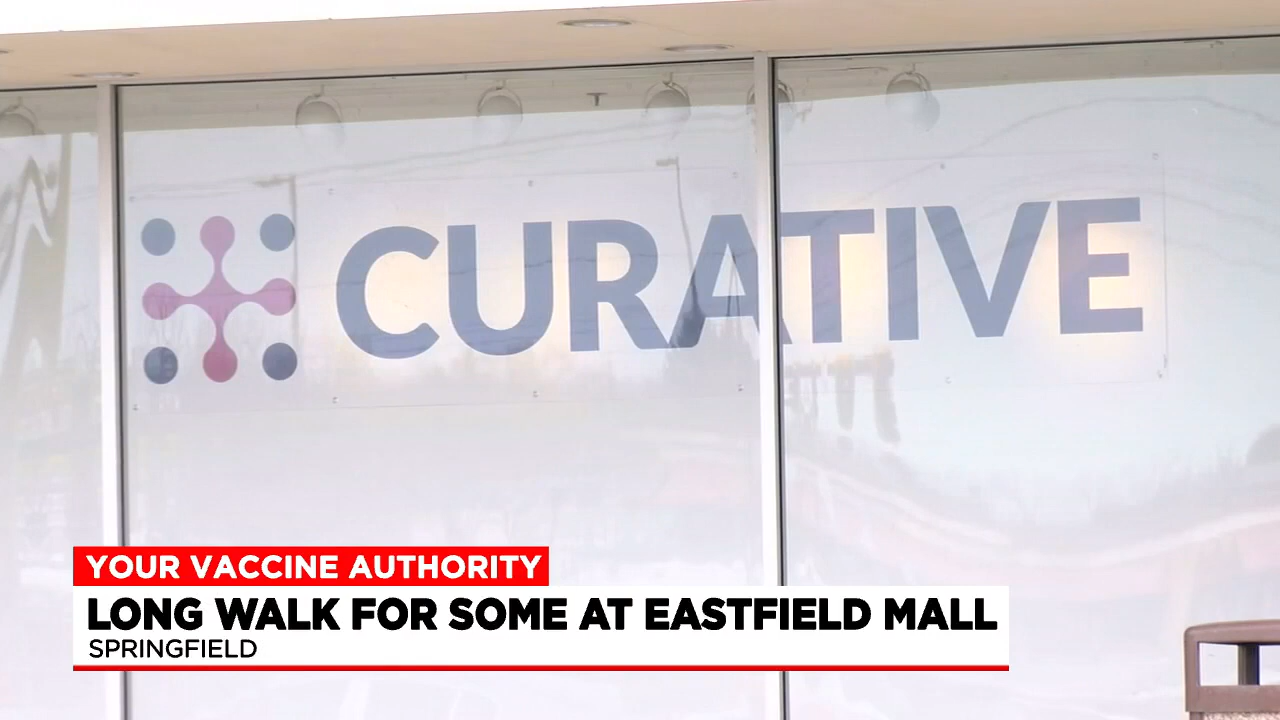 CURATIVE
YOUR VACCINE AUTHORITY
LONG WALK FOR SOME AT EASTFIELD MALL
SPRINGFIELD